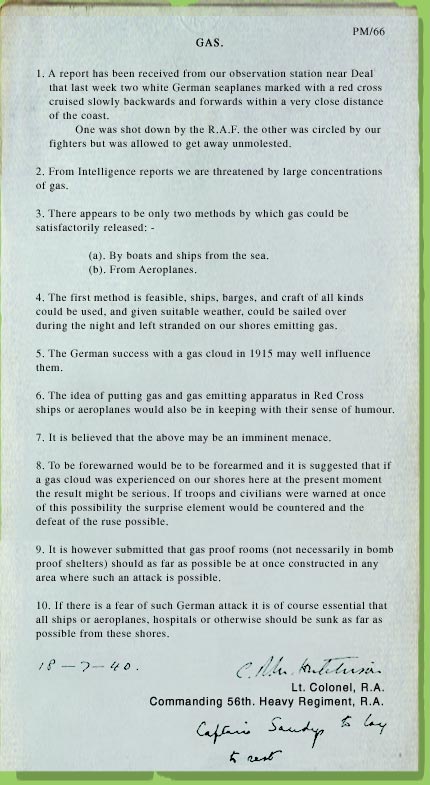 PM/66
GAS.
1. A report has been received from our observation station near Deal
that last week two white German seaplanes marked with a red cross
cruised slowly backwards and forwards within a very close distance
of the coast.
One was shot down by the R.A.F. the other was circled by our
fighters but was allowed to get away unmolested.
2. From Intelligence reports we are threatened by large concentrations
of gas.
3. There appears to be only two methods by which gas could be
satisfactorily released: -
(a). By boats and ships from the sea.
(b). From Aeroplanes.
4. The first method is feasible, ships, barges, and craft of all kinds
could be used, and given suitable weather, could be sailed over
during the night and left stranded on our shores emitting gas.
5. The German success with a gas cloud in 1915 may well influence
them.
6. The idea of putting gas and gas emitting apparatus in Red Cross
ships or aeroplanes would also be in keeping with their sense of humour.
7. It is believed that the above may be an imminent menace.
8. To be forewarned would be to be forearmed and it is suggested that if
a gas cloud was experienced on our shores here at the present moment
the result might be serious. If troops and civilians were warned at once
of this possibility the surprise element would be countered and the
defeat of the ruse possible.
9. It is however submitted that gas proof rooms (not necessarily in bomb
proof shelters) should as far as possible be at once constructed in any
area where such an attack is possible.
10. If there is a fear of such German attack it is of course essential that
all ships or aeroplanes, hospitals or otherwise should be sunk as far as
possible from these shores.
18-7-40.
Lt. Colonel, R.A.
Commanding 56th. Heavy Regiment, R.A.
Captain Sandys to lay
to rest